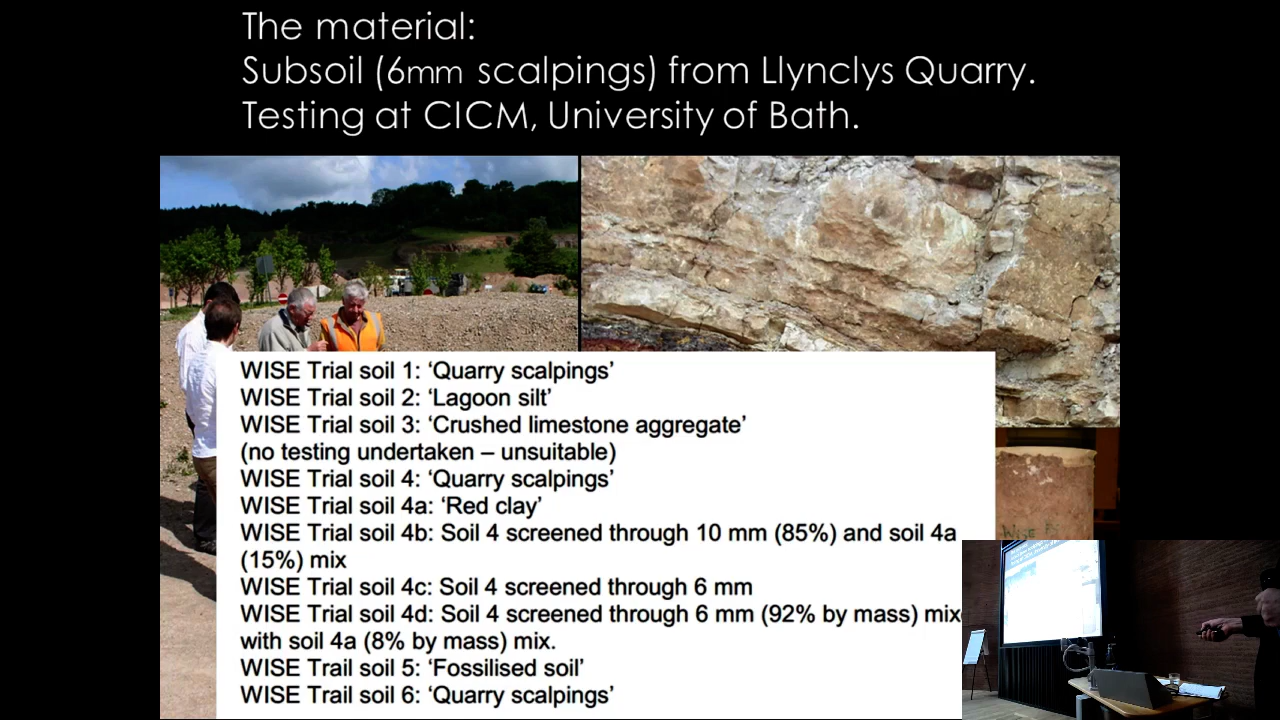 The material:
Subsoil (6mm scalpings) from Llynclys Quarry.
Testing at CICM, University of Bath.
WISE Trial soil 1: ‘Quarry scalpings’
WISE Trial soil 2: ‘Lagoon silt’
WISE Trial soil 3: ‘Crushed limestone aggregate’
(no testing undertaken – unsuitable)
WISE Trial soil 4: ‘Quarry scalpings’
WISE Trial soil 4a: ‘Red clay’
WISE Trial soil 4b: Soil 4 screened through 10 mm (85%) and soil 4a
(15%) mix
WISE Trial soil 4c: Soil 4 screened through 6 mm
WISE Trial soil 4d: Soil 4 screened through 6 mm (92% by mass) mix
with soil 4a (8% by mass) mix.
WISE Trail soil 5: ‘Fossilised soil’
WISE Trail soil 6: ‘Quarry scalpings’